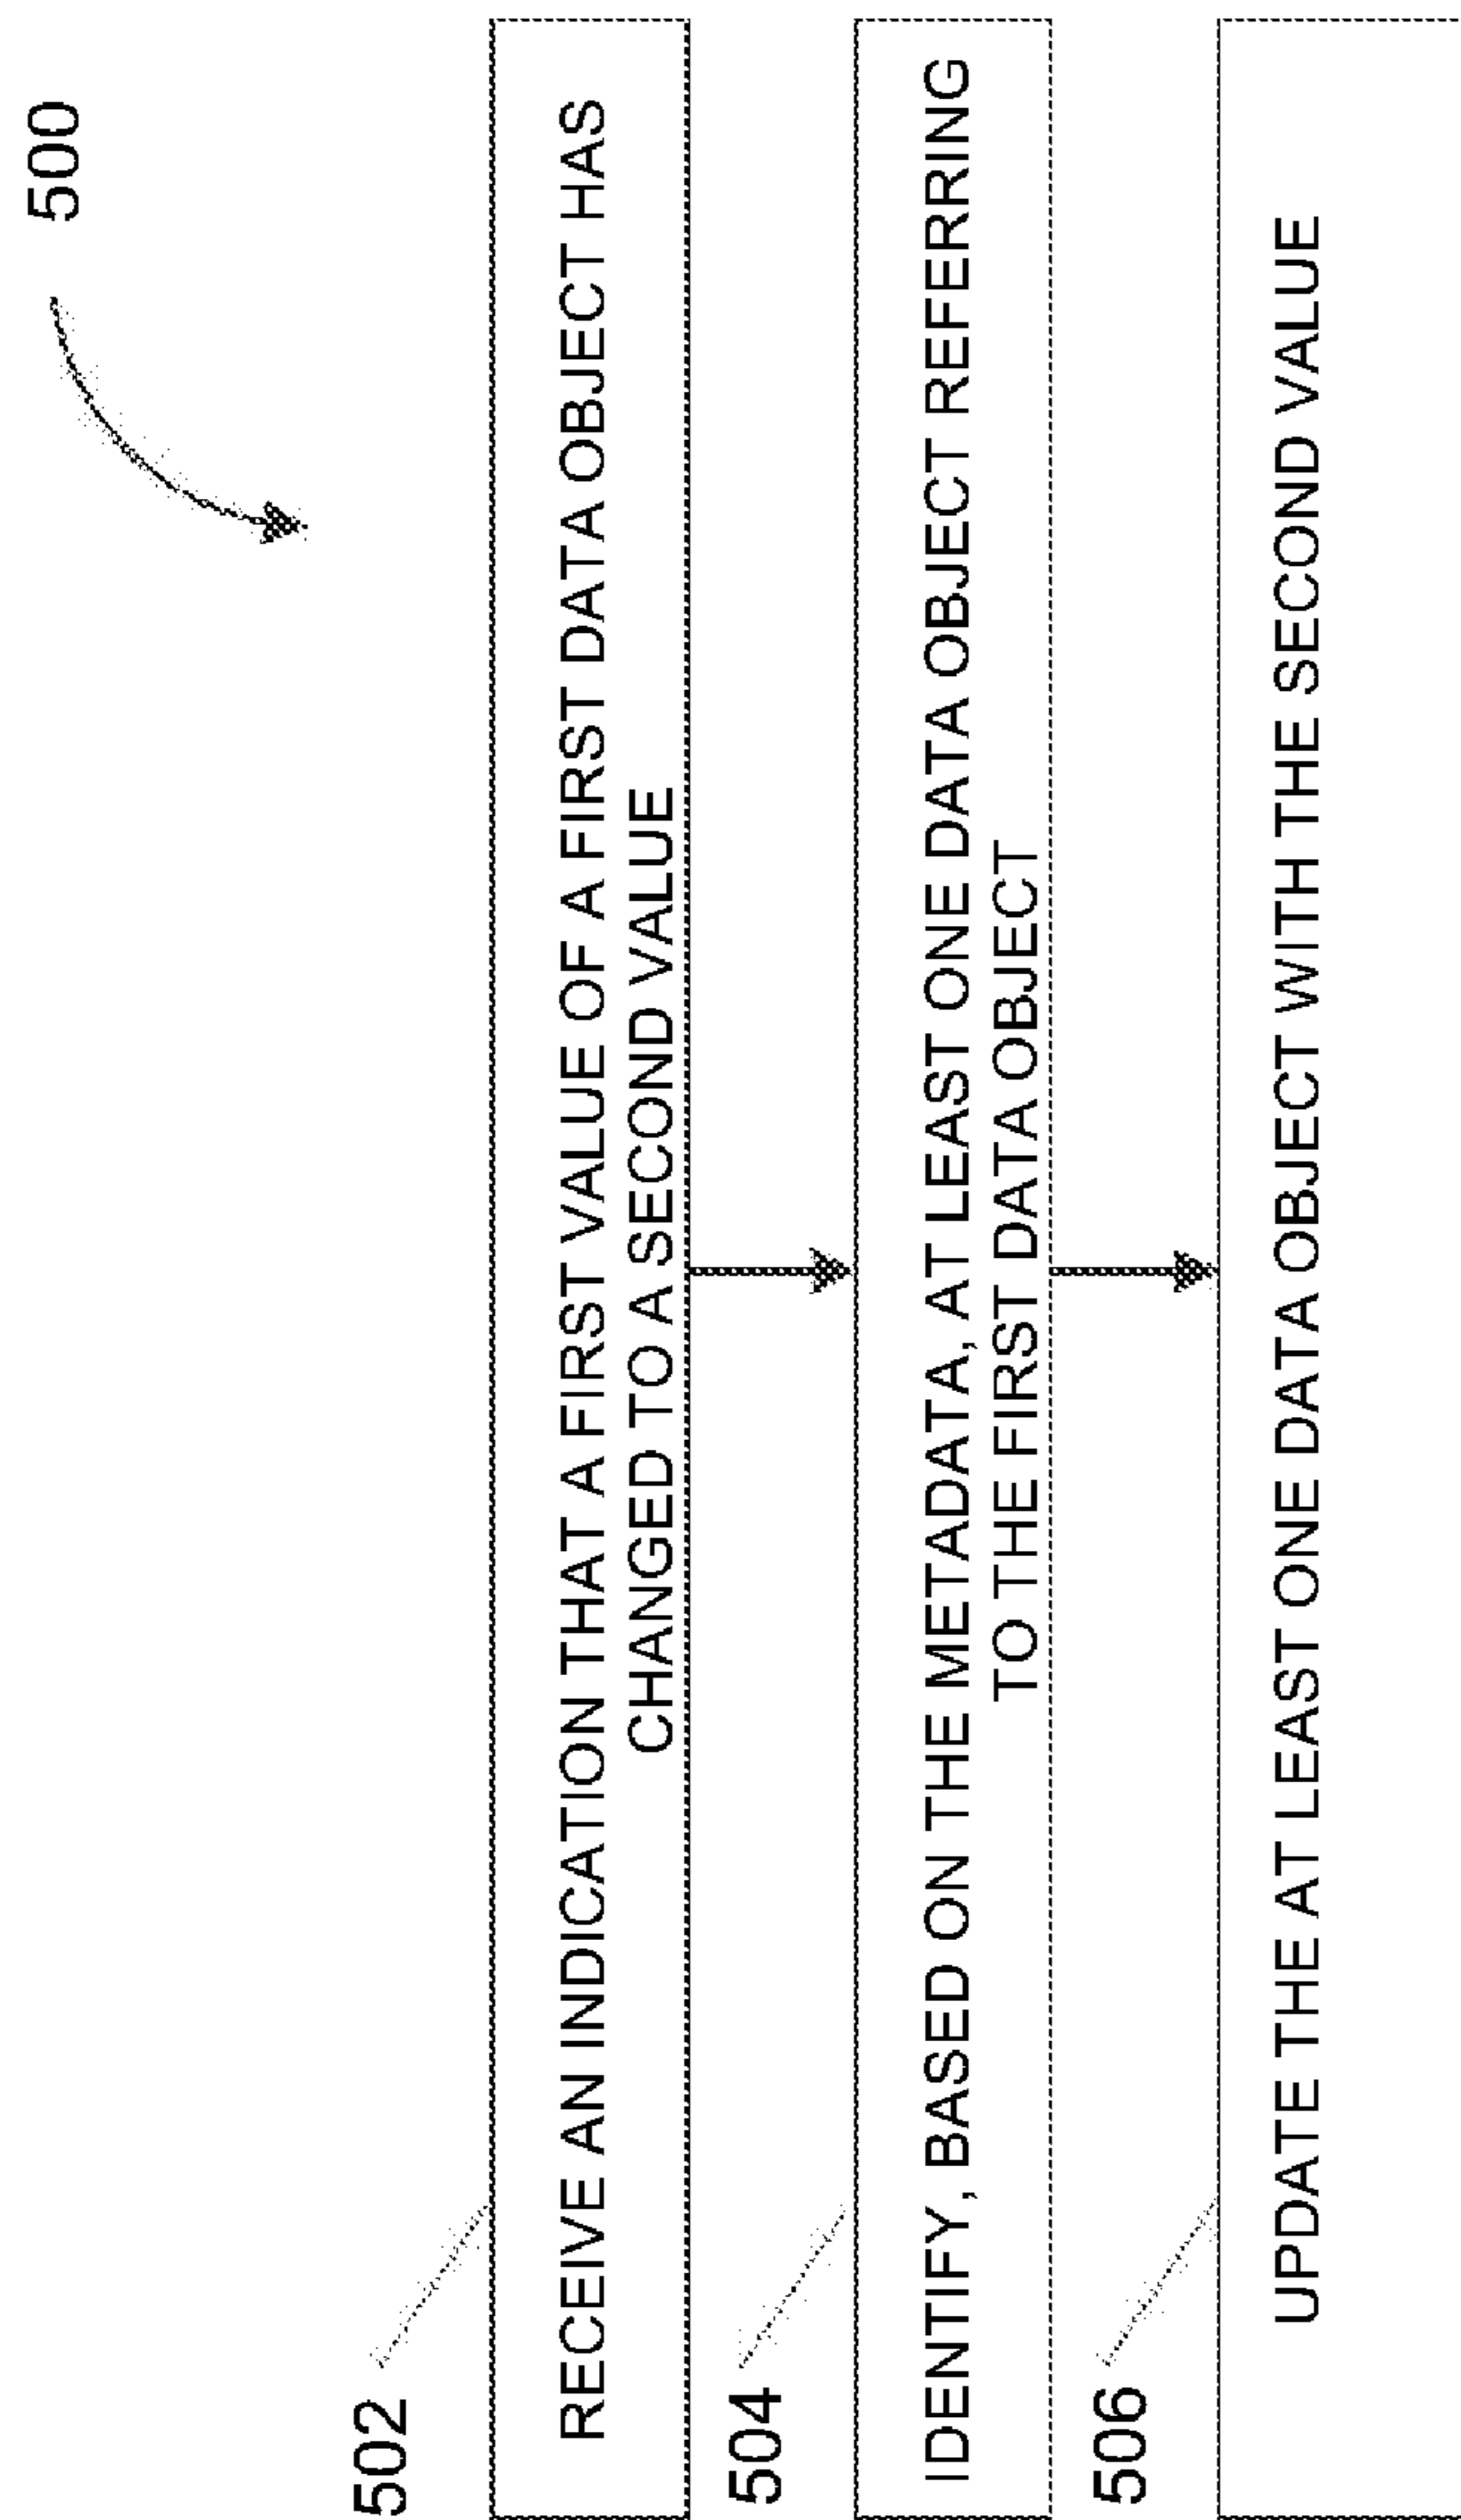 500
502
RECEIVE AN INDICATION THAT A FIRST VALUE OF A FIRST DATA OBJECT HAS
CHANGED TO A SECOND VALUE
504
IDENTIFY, BASED ON THE METADATA, AT LEAST ONE DATA OBJECT REFERRING
TO THE FIRST DATA OBJECT
506
UPDATE THE AT LEAST ONE DATA OBJECT WITH THE SECOND VALUE